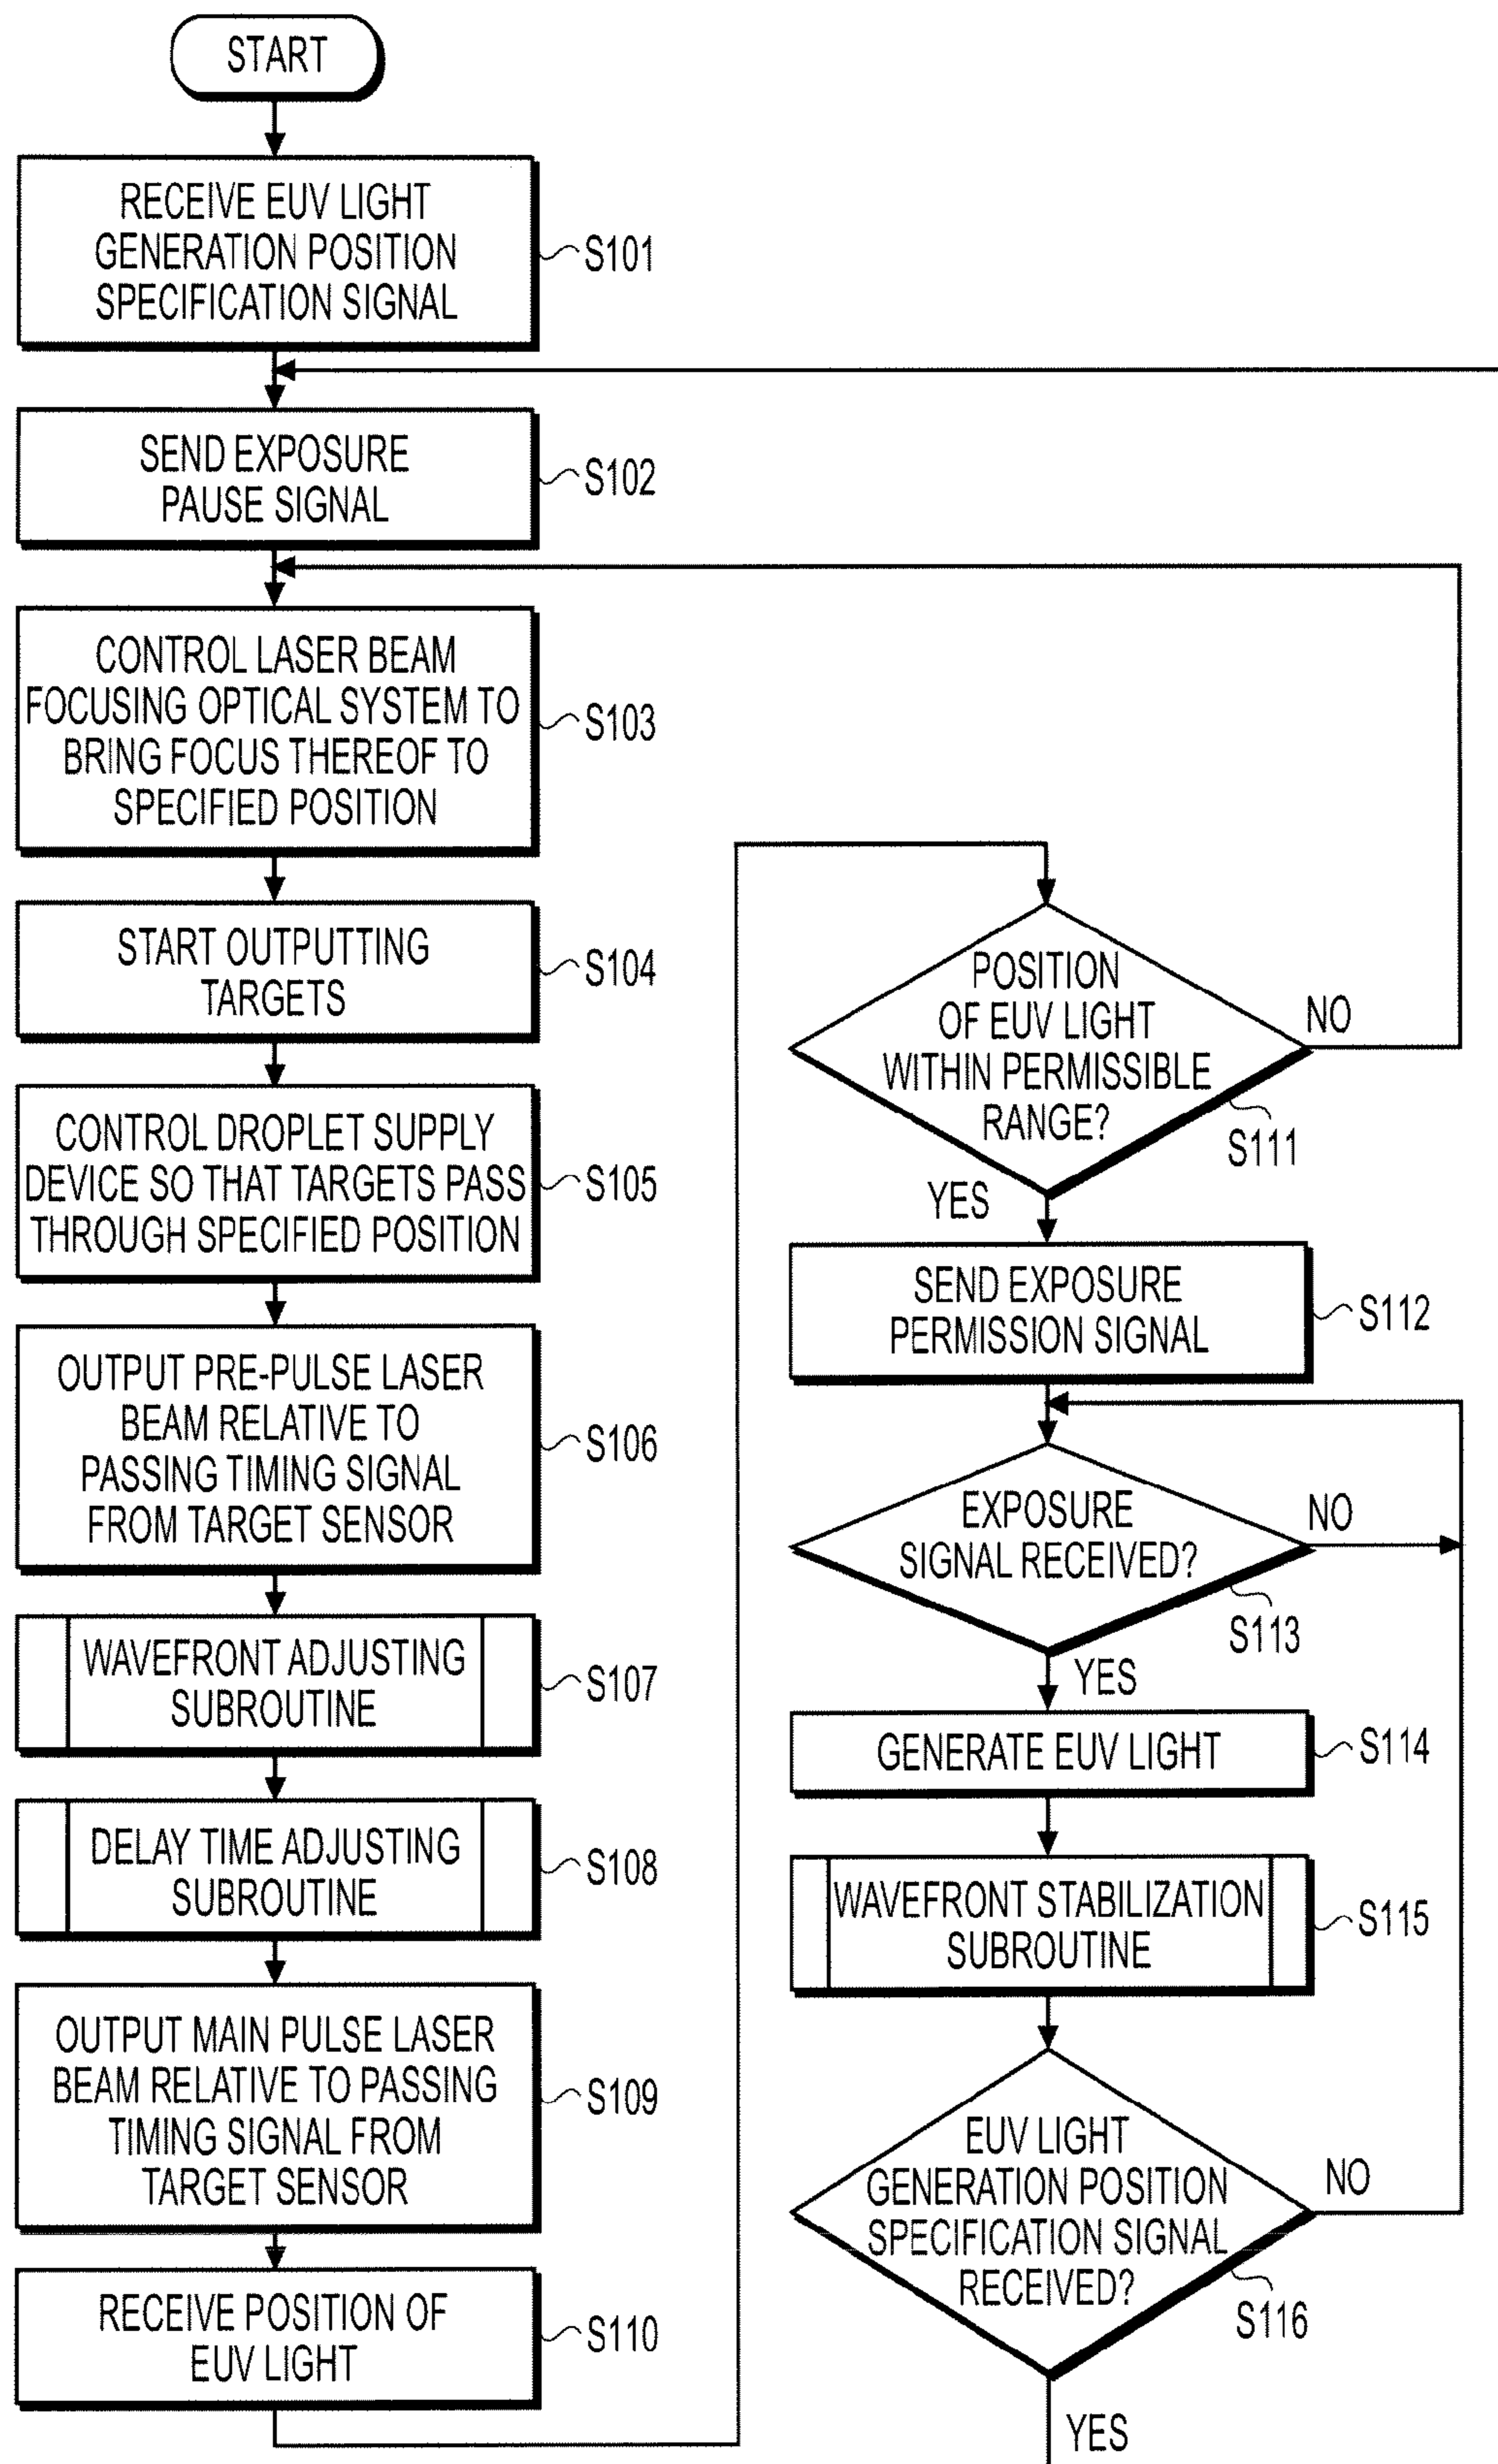 START
RECEIVE EUV LIGHT
GENERATION POSITION
SPECIFICATION SIGNAL
S101
SEND EXPOSURE
PAUSE SIGNAL
S102
CONTROL LASER BEAM
FOCUSING OPTICAL SYSTEM TO
BRING FOCUS THEREOF TO
SPECIFIED POSITION
S103
START OUTPUTTING
TARGETS
S104
CONTROL DROPLET SUPPLY
DEVICE SO THAT TARGETS PASS
THROUGH SPECIFIED POSITION
S105
OUTPUT PRE-PULSE LASER
BEAM RELATIVE TO
PASSING TIMING SIGNAL
FROM TARGET SENSOR
S106
WAVEFRONT ADJUSTING
SUBROUTINE
S107
DELAY TIME ADJUSTING
SUBROUTINE
S108
OUTPUT MAIN PULSE LASER
BEAM RELATIVE TO PASSING
TIMING SIGNAL FROM
TARGET SENSOR
S109
RECEIVE POSITION OF
EUV LIGHT
S110
POSITION
OF EUV LIGHT
WITHIN PERMISSIBLE
RANGE?
NO
S111
YES
SEND EXPOSURE
PERMISSION SIGNAL
S112
EXPOSURE
SIGNAL RECEIVED?
NO
S113
YES
GENERATE EUV LIGHT
S114
WAVEFRONT STABILIZATION
SUBROUTINE
S115
EUV LIGHT
GENERATION POSITION
SPECIFICATION SIGNAL
RECEIVED?
NO
S116
YES